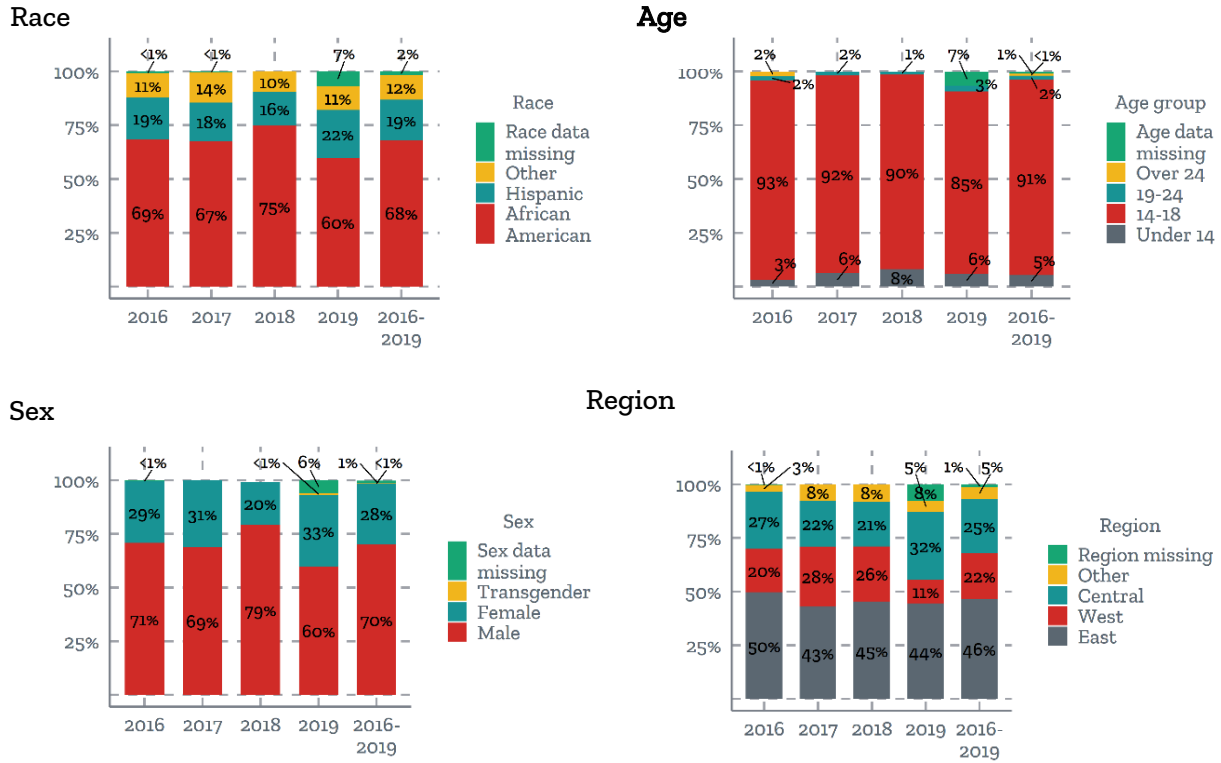 Race
<1% <1% 7% 2%
100%
11% 14% 10% 11% 12%
19% 18% 16% 22% 19%
75%
50%
69% 67% 75% 60% 68%
25%
2016 2017 2018 2019 2016-
2019
Race
Race data
missing
Other
Hispanic
African
American
Age
2% 2% 1% 7% 1% <1%
100%
2% 3% 2%
75%
50%
93% 92% 90% 85% 91%
25%
3% 6% 8% 6% 5%
2016 2017 2018 2019 2016-
2019
Age group
Age data
missing
Over 24
19-24
14-18
Under 14
Sex
<1% <1% 6% 1% <1%
100%
29% 31% 20% 33% 28%
75%
50%
71% 69% 79% 60% 70%
25%
2016 2017 2018 2019 2016-
2019
Sex
Sex data
missing
Transgender
Female
Male
Region
<1% 3% 5% 1% 5%
100%
8% 8% 8%
27% 22% 21% 32% 25%
75%
20% 28% 26% 11% 22%
50%
50% 43% 45% 44% 46%
25%
2016 2017 2018 2019 2016-
2019
Region
Region missing
Other
Central
West
East